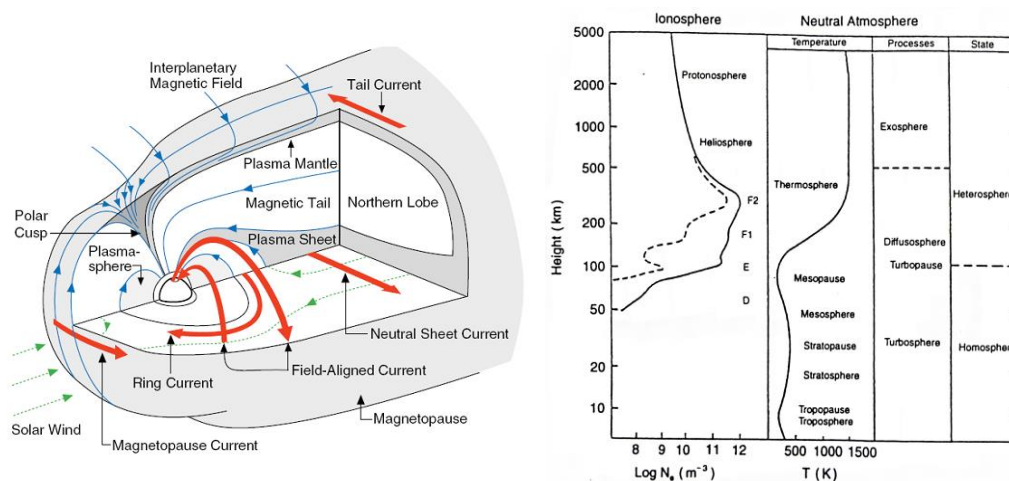 Interplanetary
Magnetic Field
Tail Current
Plasma Mantle
Polar
Cusp
Magnetic Tail
Northern Lobe
Plasma-
sphere
Plasma Sheet
Neutral Sheet Current
Ring Current
Field-Aligned Current
Solar Wind
Magnetopause
Magnetopause Current
Ionosphere
Neutral Atmosphere
Temperature
Processes
State
Height (km)
5000
2000
1000
500
200
100
50
20
10
Protonosphere
Heliosphere
F2
F1
E
D
8 9 10 11 12
Log Nₑ (m⁻³)
Thermosphere
Mesopause
Mesosphere
Stratopause
Stratosphere
Tropopause
Troposphere
500 1000 1500
T (K)
Exosphere
Diffusosphere
Turbopause
Turbosphere
Heterosphere
Homosphere